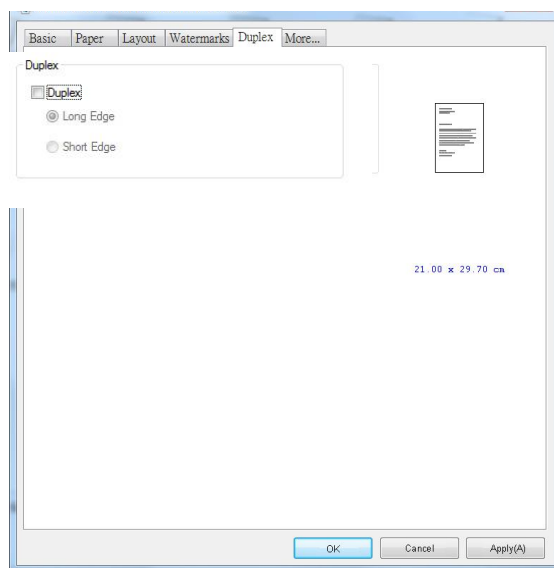 Basic Paper Layout Watermarks Duplex More...
Duplex
Duplex
Long Edge
Short Edge
21.00 x 29.70 cm
OK Cancel Apply(A)